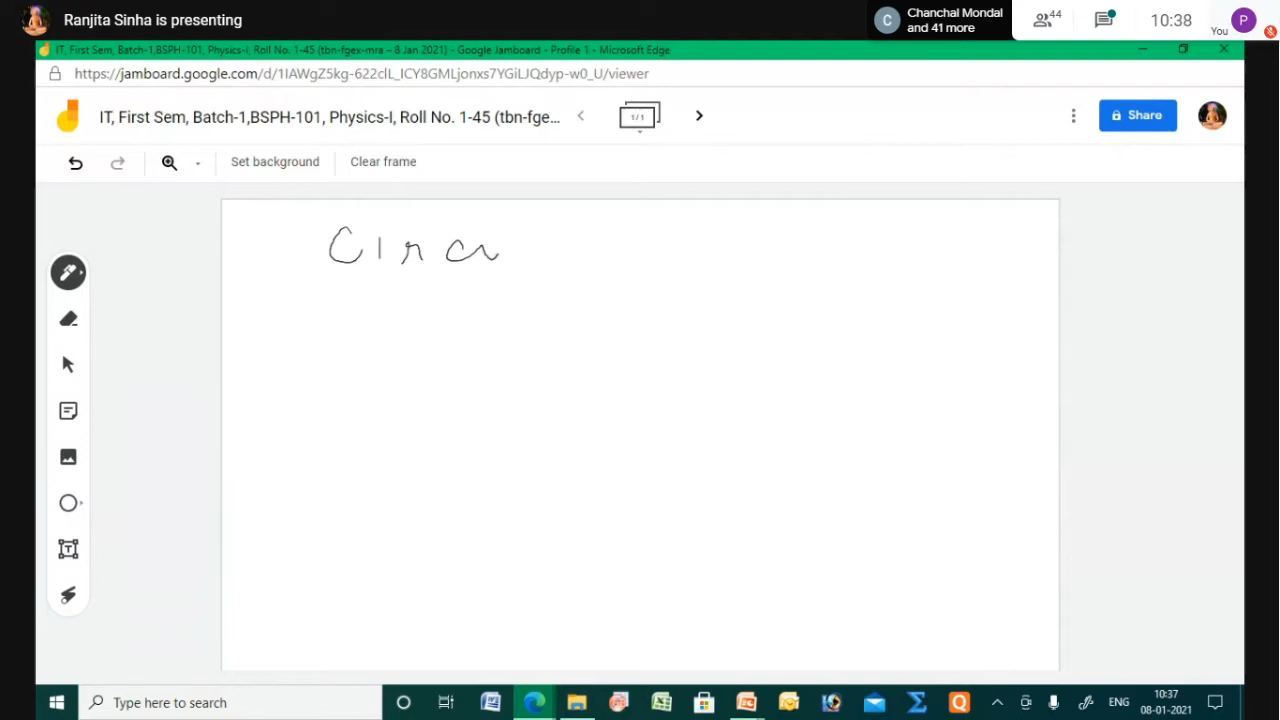 Ranjita Sinha is presenting
C
Chanchal Mondal
and 41 more
44
10:38
P
You
IT, First Sem, Batch-1,BSPH-101, Physics-I, Roll No. 1-45 (tbn-fgex-mra – 8 Jan 2021) - Google Jamboard - Profile 1 - Microsoft Edge
https://jamboard.google.com/d/1IAWgZ5kg-622clL_ICY8GMLjonxs7YGiLJQdyp-w0_U/viewer
IT, First Sem, Batch-1,BSPH-101, Physics-I, Roll No. 1-45 (tbn-fge...
1/1
Share
Set background
Clear frame
Type here to search
ENG
10:37
08-01-2021